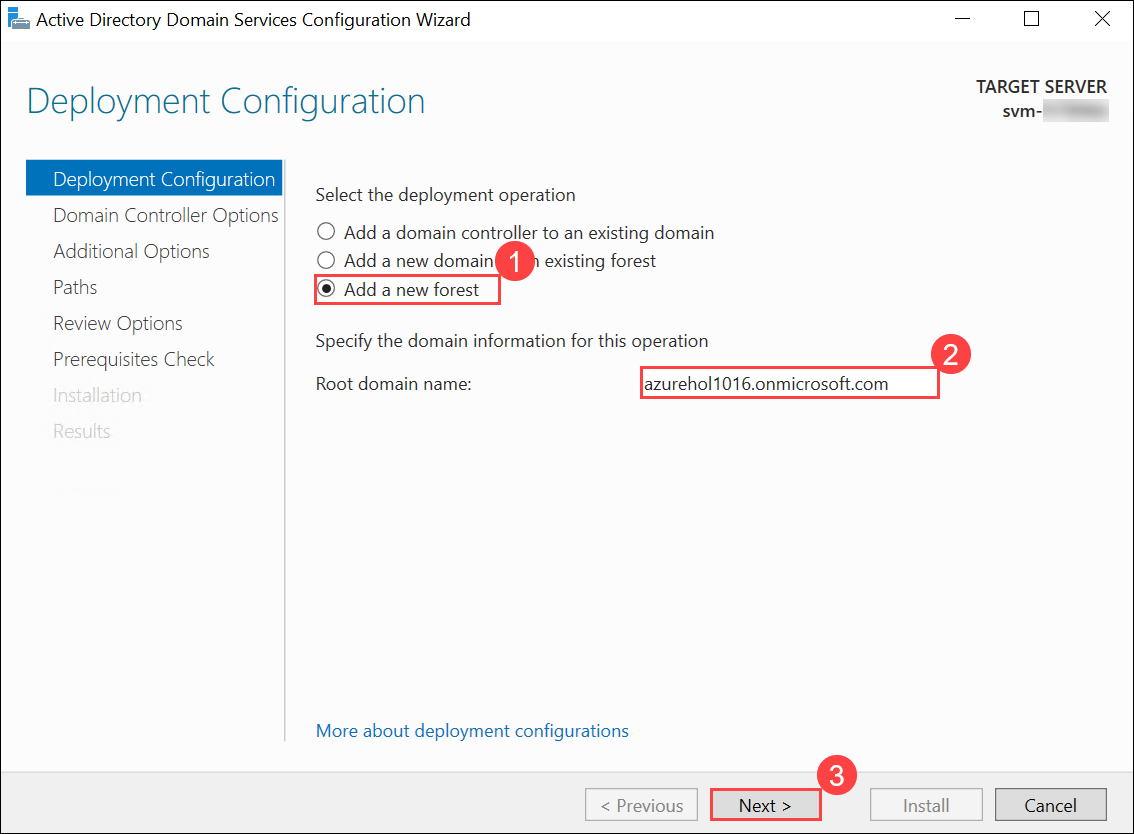 Active Directory Domain Services Configuration Wizard
Deployment Configuration
TARGET SERVER
svm-
Deployment Configuration
Domain Controller Options
Additional Options
Paths
Review Options
Prerequisites Check
Installation
Results
Select the deployment operation
Add a domain controller to an existing domain
Add a new domain existing forest
1
Add a new forest
Specify the domain information for this operation
2
Root domain name: azurehol1016.onmicrosoft.com
More about deployment configurations
3
< Previous Next > Install Cancel